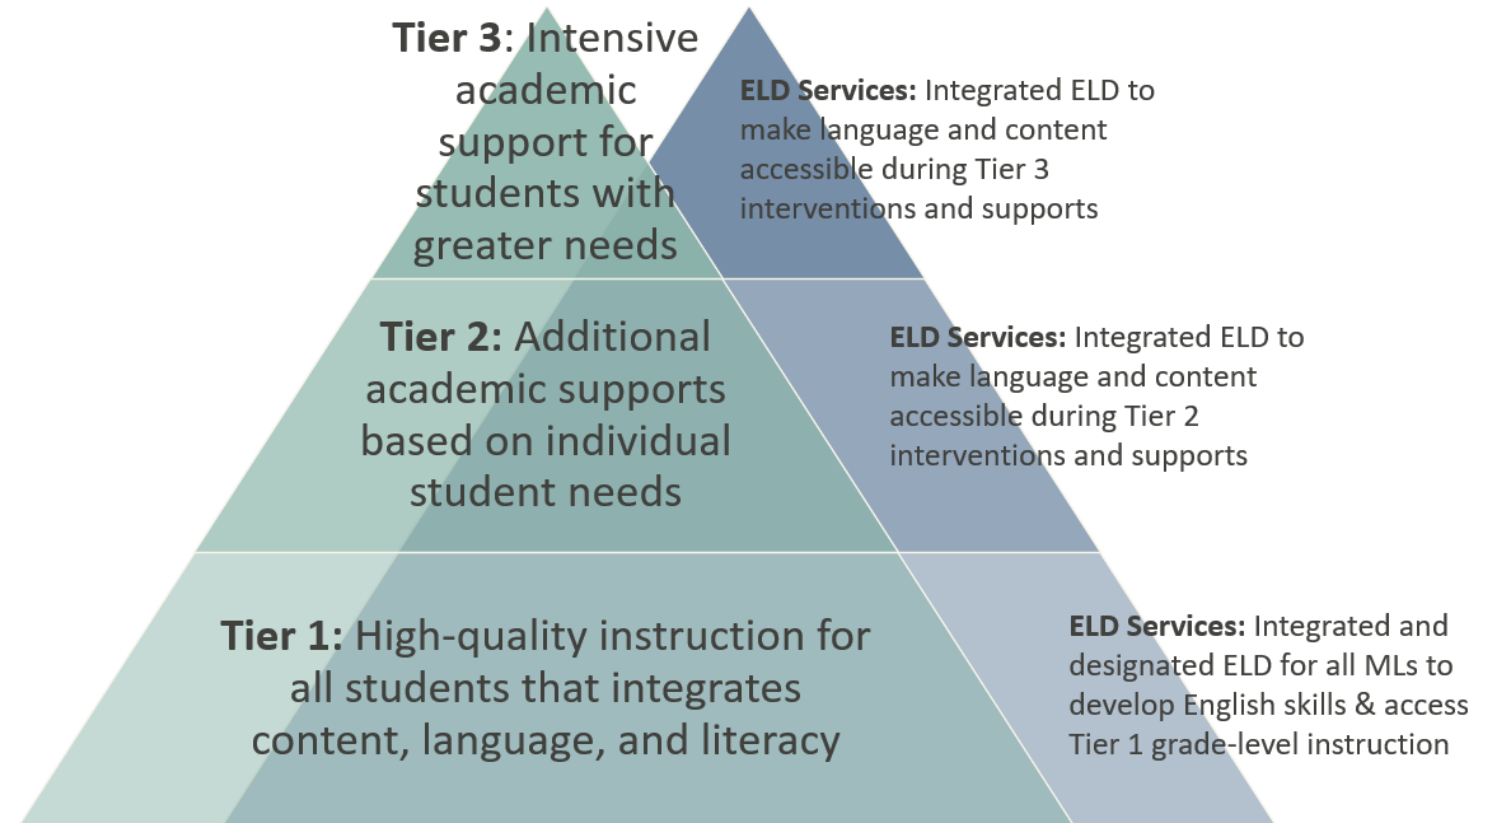 Tier 3: Intensive
academic
support for
students with
greater needs
ELD Services: Integrated ELD to
make language and content
accessible during Tier 3
interventions and supports
Tier 2: Additional
academic supports
based on individual
student needs
ELD Services: Integrated ELD to
make language and content
accessible during Tier 2
interventions and supports
Tier 1: High-quality instruction for
all students that integrates
content, language, and literacy
ELD Services: Integrated and
designated ELD for all MLs to
develop English skills & access
Tier 1 grade-level instruction